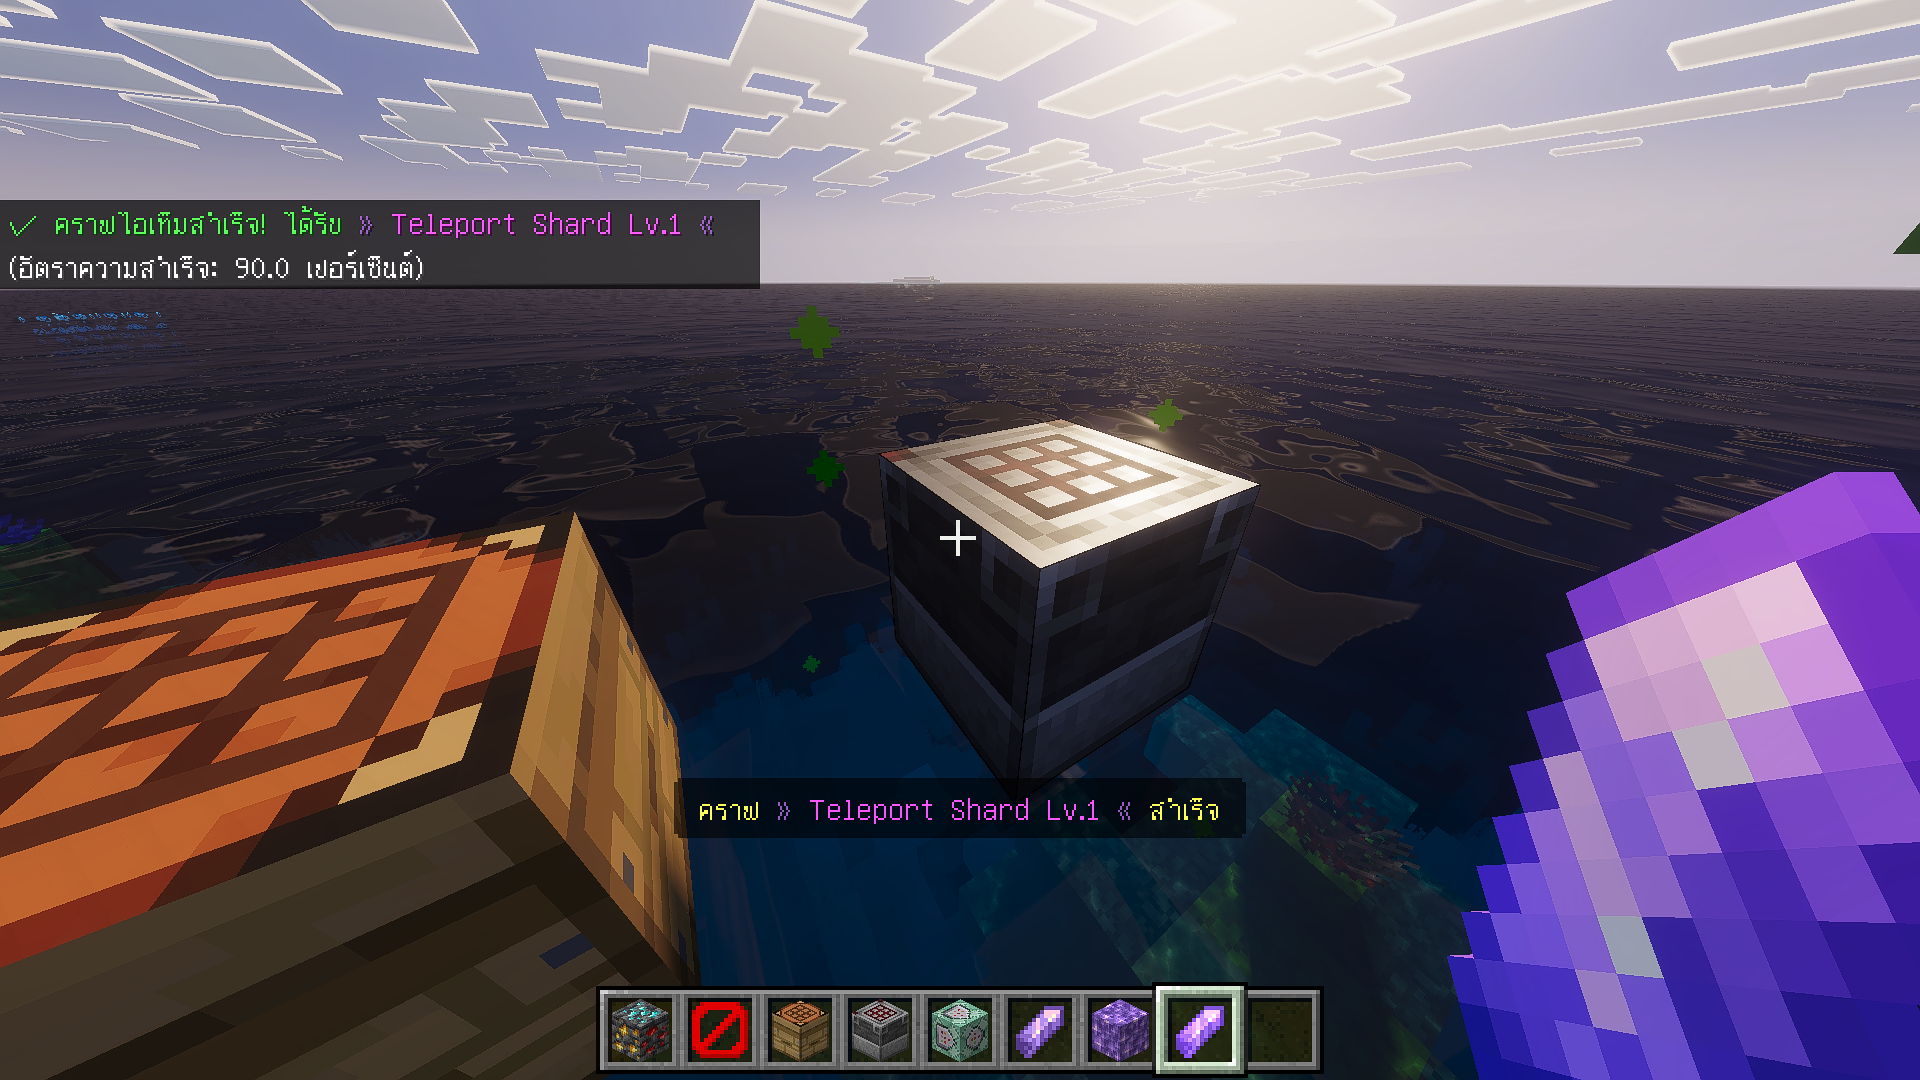 ✓ คราฟไอเท็มสำเร็จ! ได้รับ » Teleport Shard Lv.1 «
(อัตราความสำเร็จ: 90.0 เปอร์เซ็นต์)
คราฟ » Teleport Shard Lv.1 « สำเร็จ